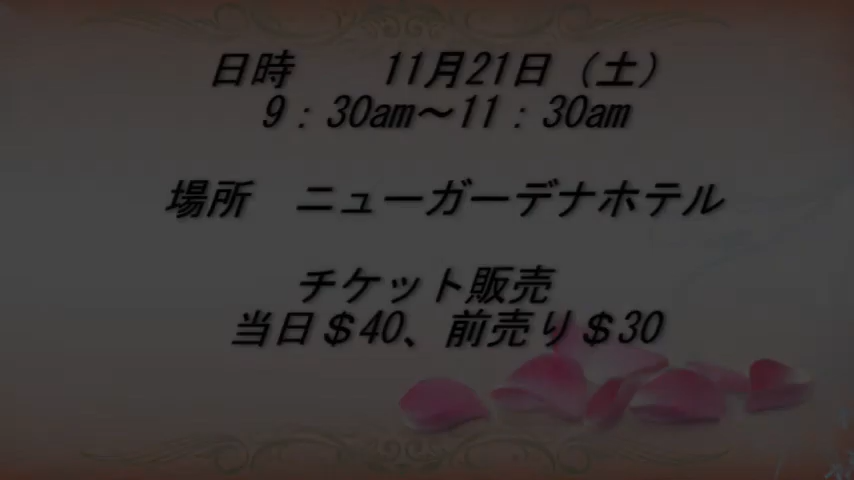 日時　　11月21日（土）
9：30am～11：30am
場所　ニューガーデナホテル
チケット販売
当日＄40、前売り＄30